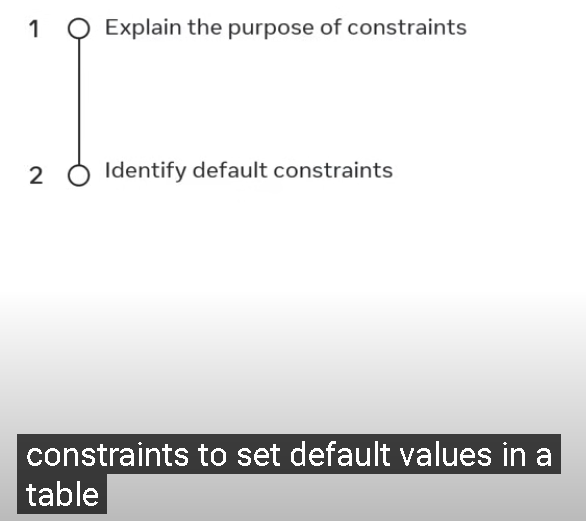 1 Explain the purpose of constraints
2 Identify default constraints
constraints to set default values in a
table